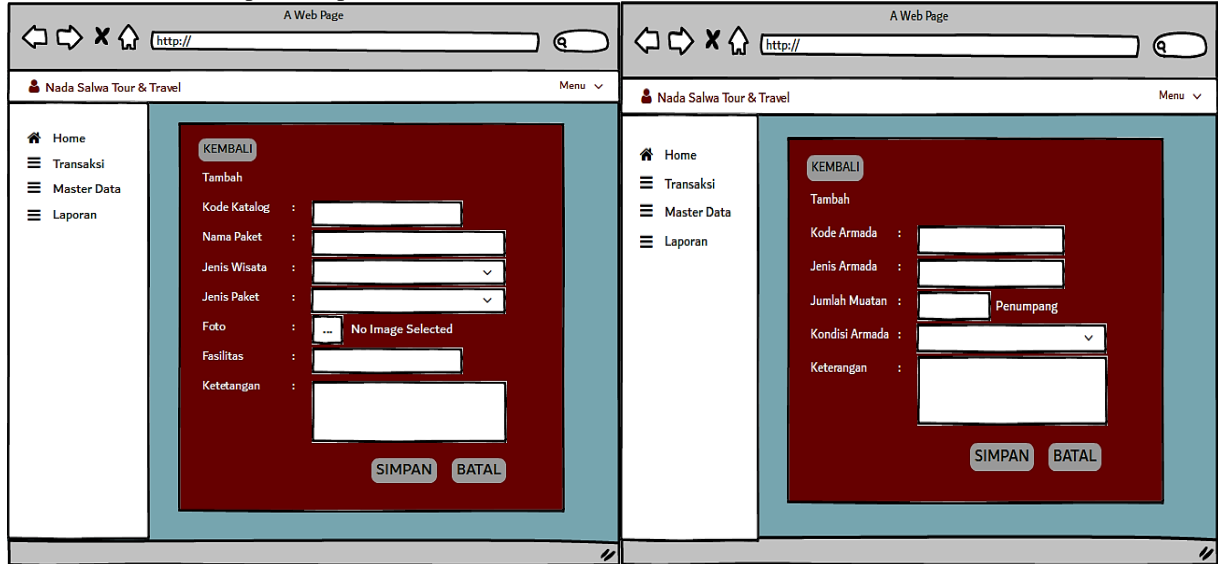 A Web Page
http://
Nada Salwa Tour & Travel
Menu
Home
Transaksi
Master Data
Laporan
KEMBALI
Tambah
Kode Katalog :
Nama Paket :
Jenis Wisata :
Jenis Paket :
Foto : ... No Image Selected
Fasilitas :
Ketetangan :
SIMPAN BATAL
A Web Page
http://
Nada Salwa Tour & Travel
Menu
Home
Transaksi
Master Data
Laporan
KEMBALI
Tambah
Kode Armada :
Jenis Armada :
Jumlah Muatan : Penumpang
Kondisi Armada :
Keterangan :
SIMPAN BATAL